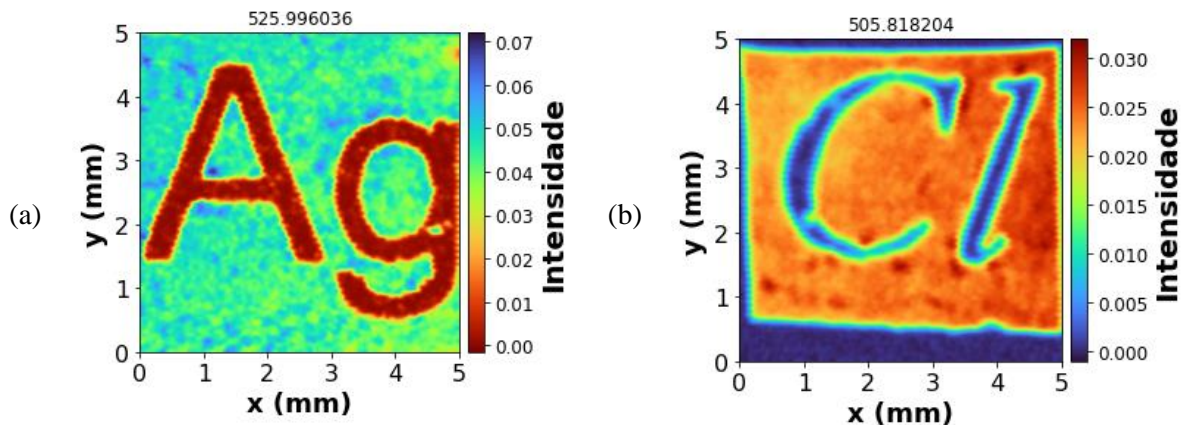 (a)
525.996036
Ag
5
4
3
2
1
0
0 1 2 3 4 5
y (mm)
x (mm)
0.07
0.06
0.05
0.04
0.03
0.02
0.01
0.00
Intensidade
(b)
505.818204
Cl
5
4
3
2
1
0
0 1 2 3 4 5
y (mm)
x (mm)
0.030
0.025
0.020
0.015
0.010
0.005
0.000
Intensidade